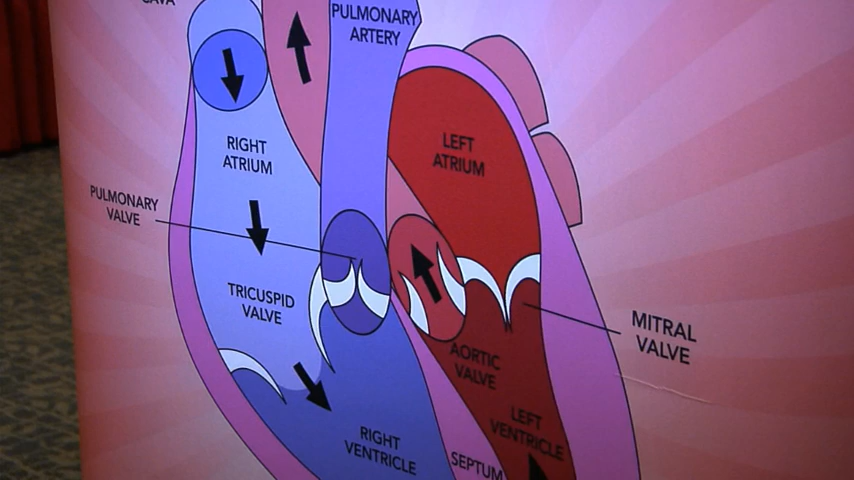 CAVA
PULMONARY
ARTERY
RIGHT
ATRIUM
LEFT
ATRIUM
PULMONARY
VALVE
TRICUSPID
VALVE
MITRAL
VALVE
AORTIC
VALVE
LEFT
VENTRICLE
RIGHT
VENTRICLE
SEPTUM